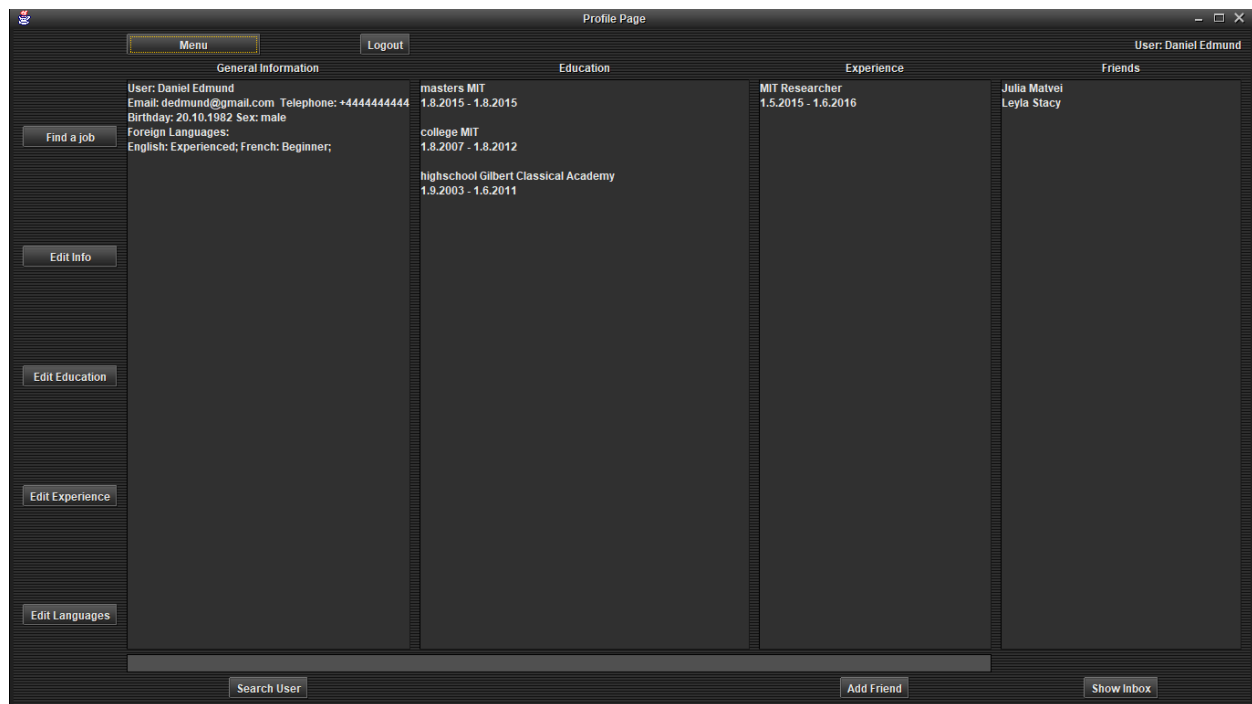 Profile Page
Menu
Logout
User: Daniel Edmund
General Information
Education
Experience
Friends
User: Daniel Edmund
Email: dedmund@gmail.com  Telephone: +4444444444
Birthday: 20.10.1982 Sex: male
Foreign Languages:
English: Experienced; French: Beginner;
masters MIT
1.8.2015 - 1.8.2015
college MIT
1.8.2007 - 1.8.2012
highschool Gilbert Classical Academy
1.9.2003 - 1.6.2011
MIT Researcher
1.5.2015 - 1.6.2016
Julia Matvei
Leyla Stacy
Find a job
Edit Info
Edit Education
Edit Experience
Edit Languages
Search User
Add Friend
Show Inbox